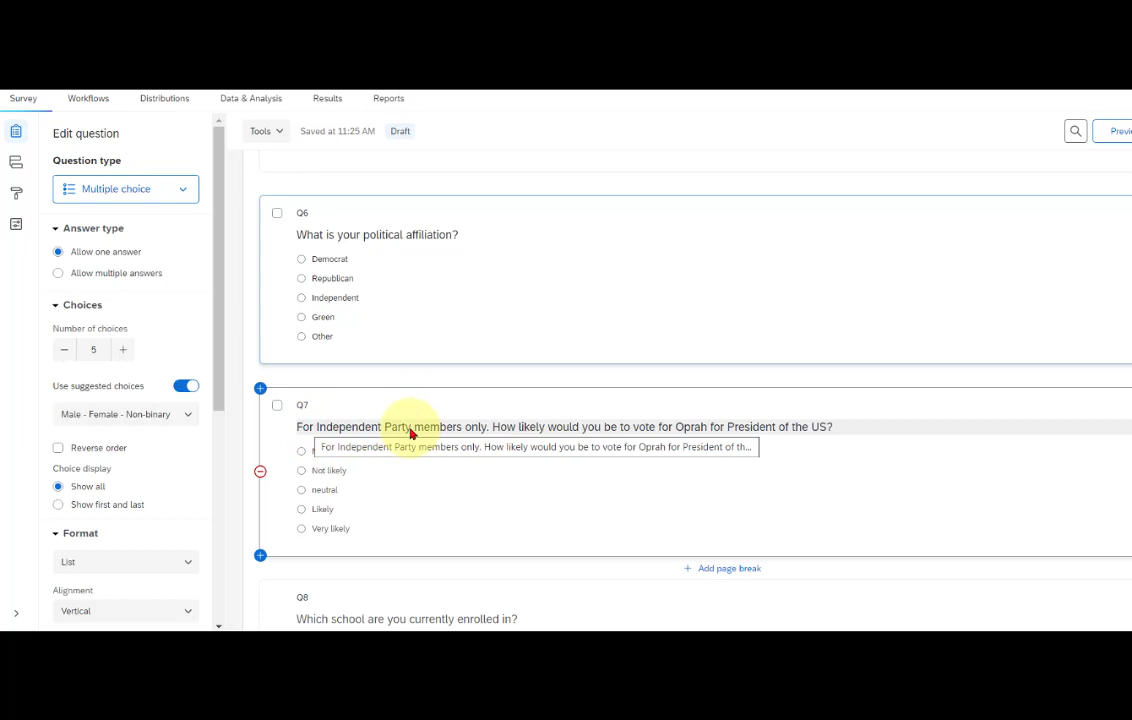 Survey Workflows Distributions Data & Analysis Results Reports
Edit question
Tools Saved at 11:25 AM Draft
Question type
Multiple choice
Answer type
Allow one answer
Allow multiple answers
Choices
Number of choices
5
Use suggested choices
Male - Female - Non-binary
Reverse order
Choice display
Show all
Show first and last
Format
List
Alignment
Vertical
Q6
What is your political affiliation?
Democrat
Republican
Independent
Green
Other
Q7
For Independent Party members only. How likely would you be to vote for Oprah for President of the US?
For Independent Party members only. How likely would you be to vote for Oprah for President of th...
Not likely
neutral
Likely
Very likely
Add page break
Q8
Which school are you currently enrolled in?